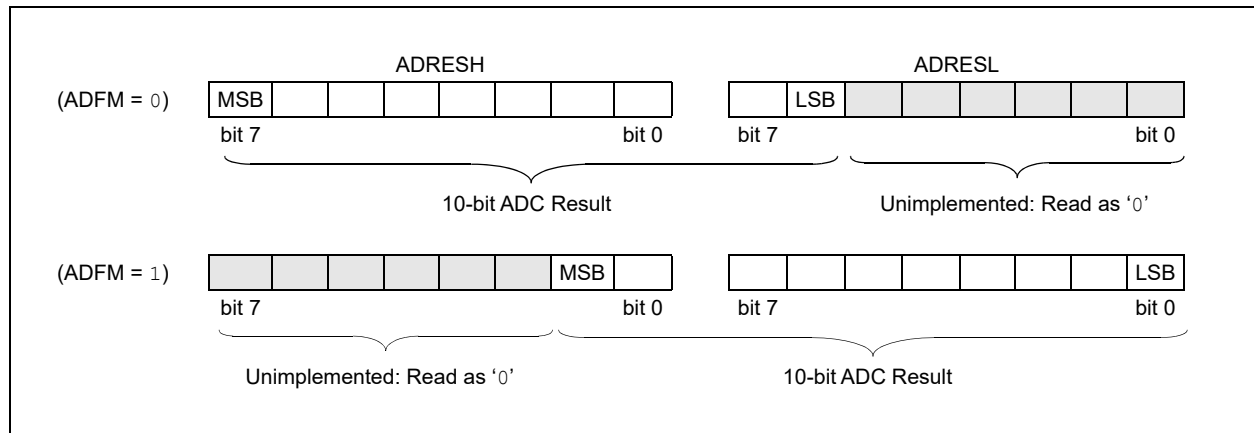 ADRESH ADRESL
(ADFM = 0) MSB LSB
bit 7 bit 0 bit 7 bit 0
10-bit ADC Result Unimplemented: Read as ‘0’
(ADFM = 1) MSB LSB
bit 7 bit 0 bit 7 bit 0
Unimplemented: Read as ‘0’ 10-bit ADC Result